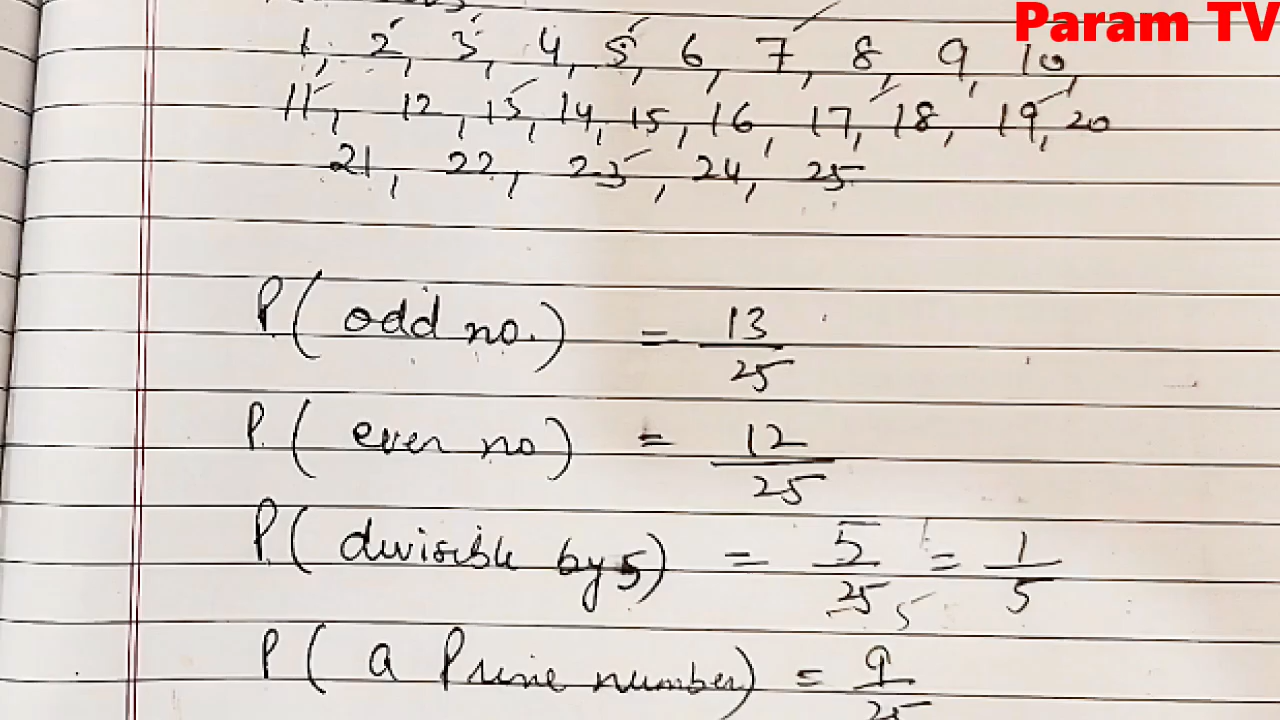 Param TV
1, 2, 3, 4, 5, 6, 7, 8, 9, 10,
11, 12, 13, 14, 15, 16, 17, 18, 19, 20
21, 22, 23, 24, 25
P( odd no.) = 13/25
P( even no) = 12/25
P( divisible by 5) = 5/25 5 = 1/5
P( a Prime number) = 9/25